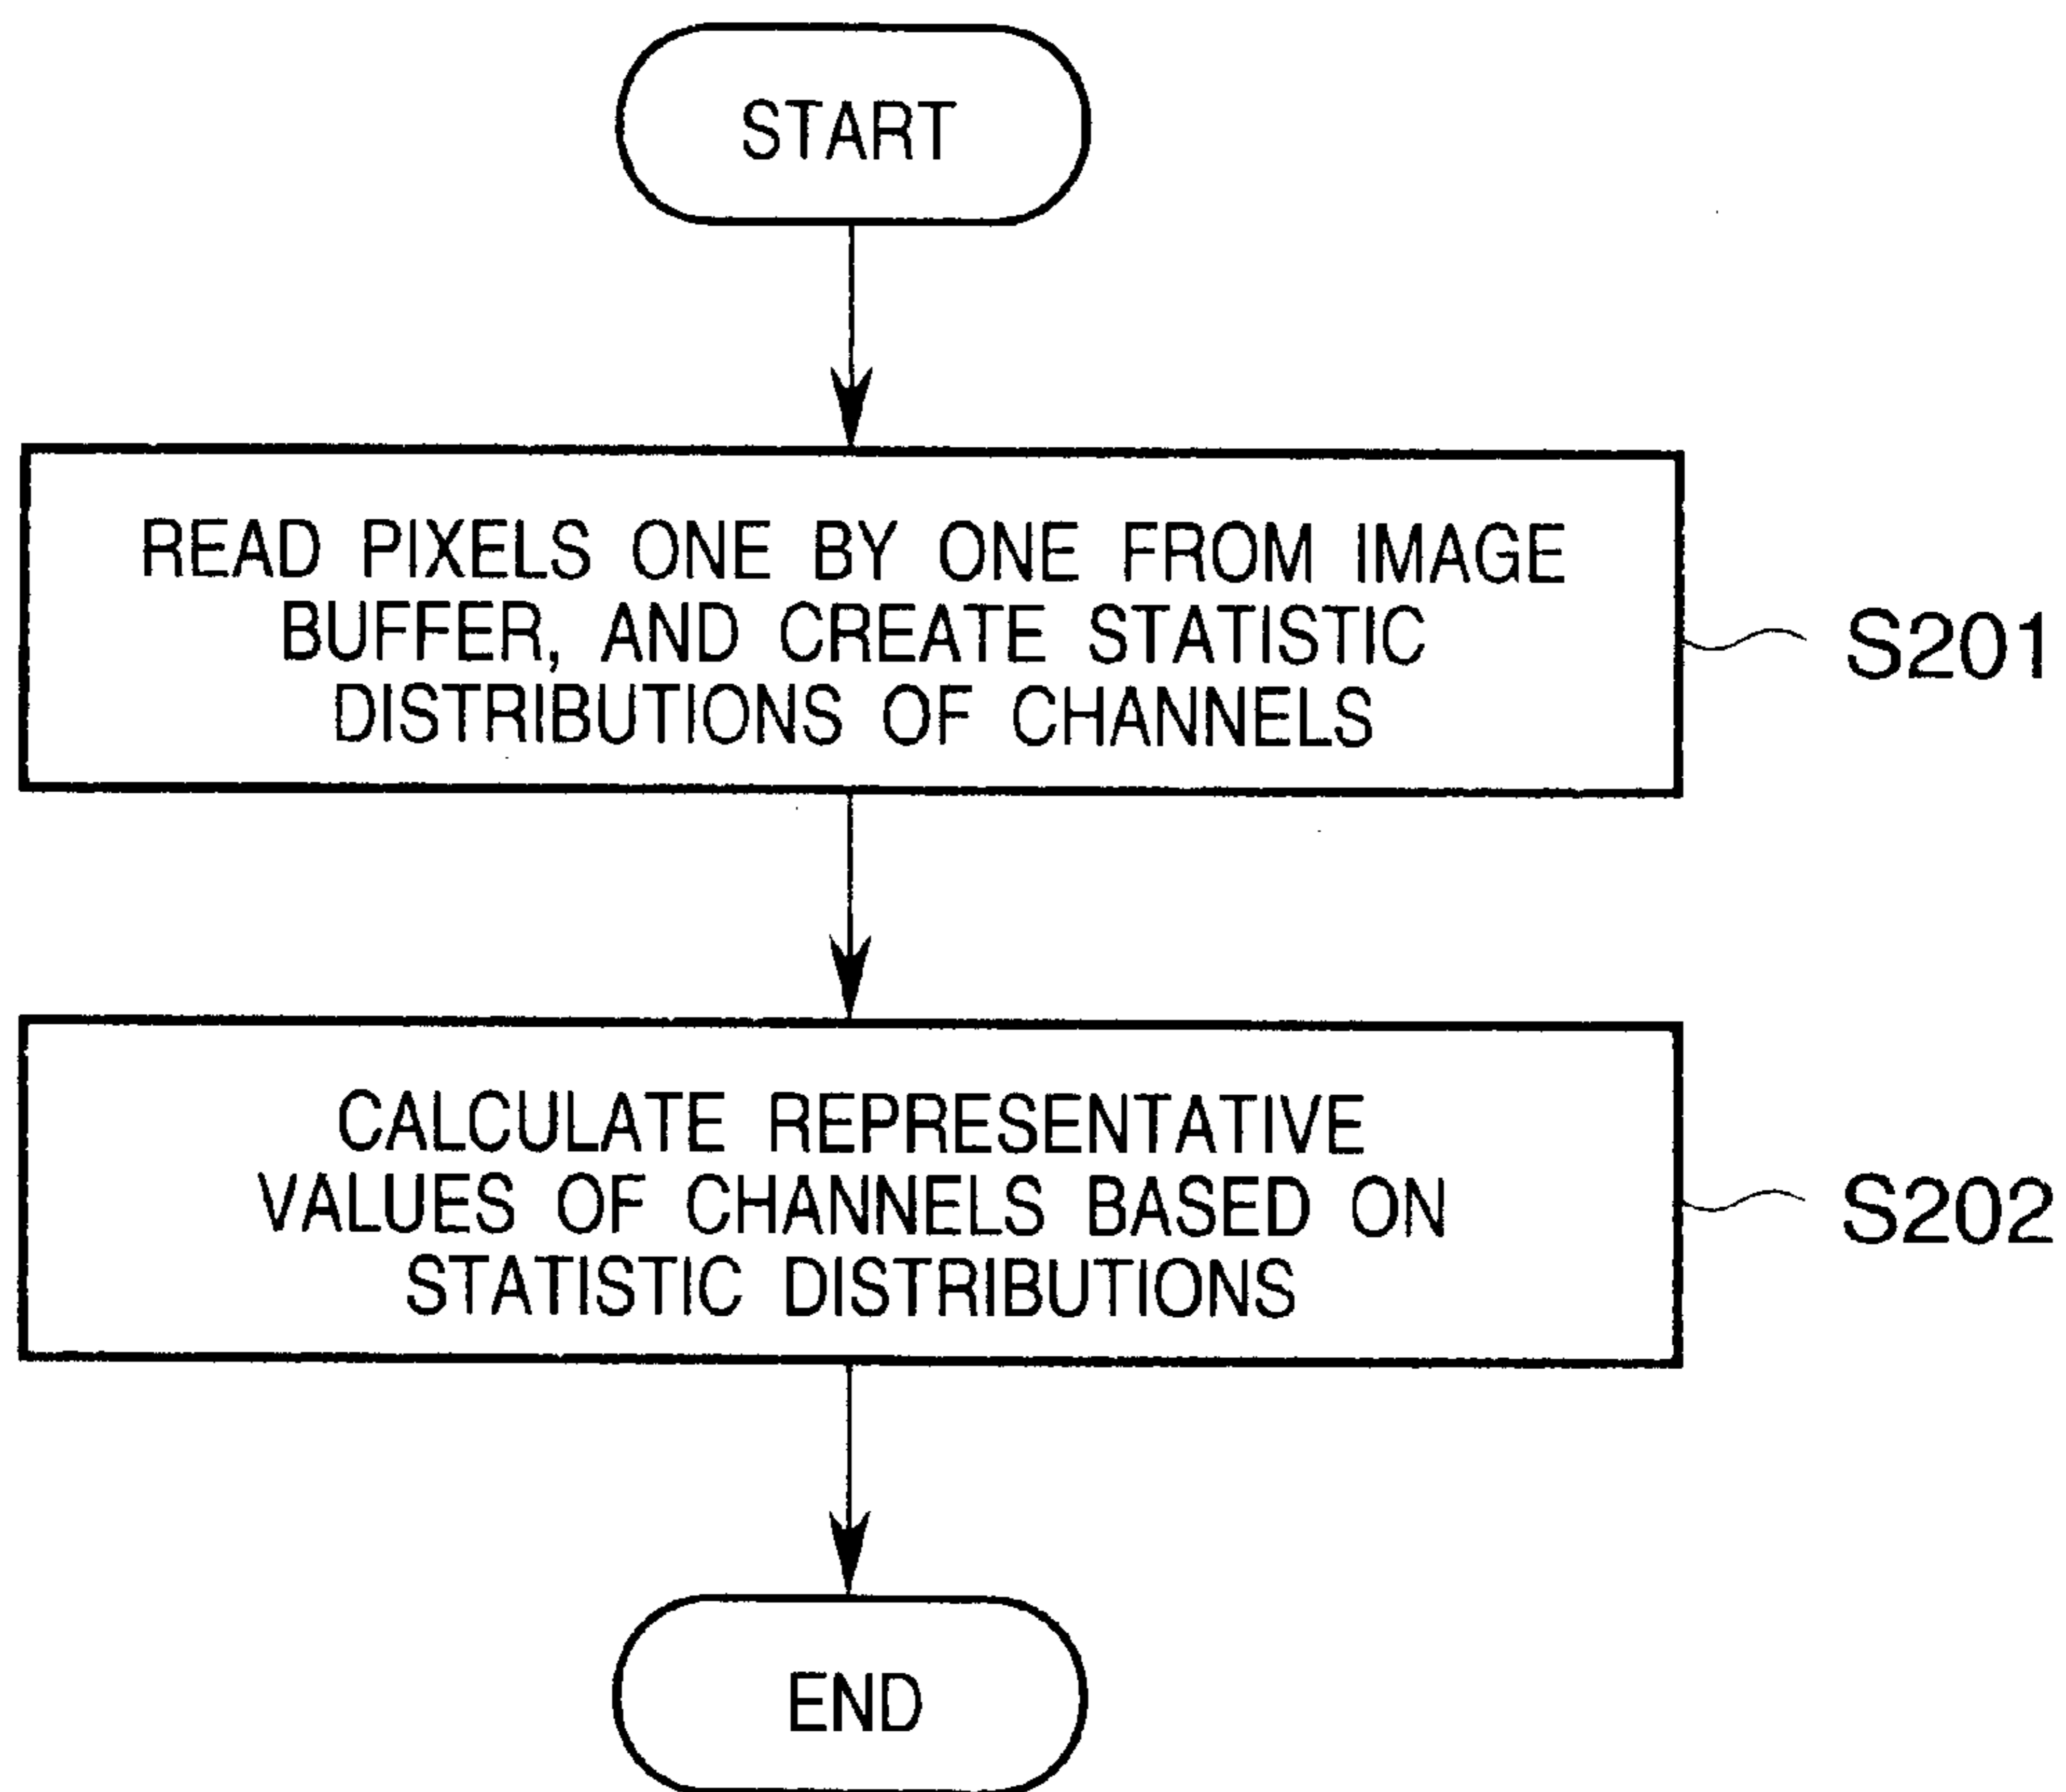 START
READ PIXELS ONE BY ONE FROM IMAGE
BUFFER, AND CREATE STATISTIC
DISTRIBUTIONS OF CHANNELS
S201
CALCULATE REPRESENTATIVE
VALUES OF CHANNELS BASED ON
STATISTIC DISTRIBUTIONS
S202
END